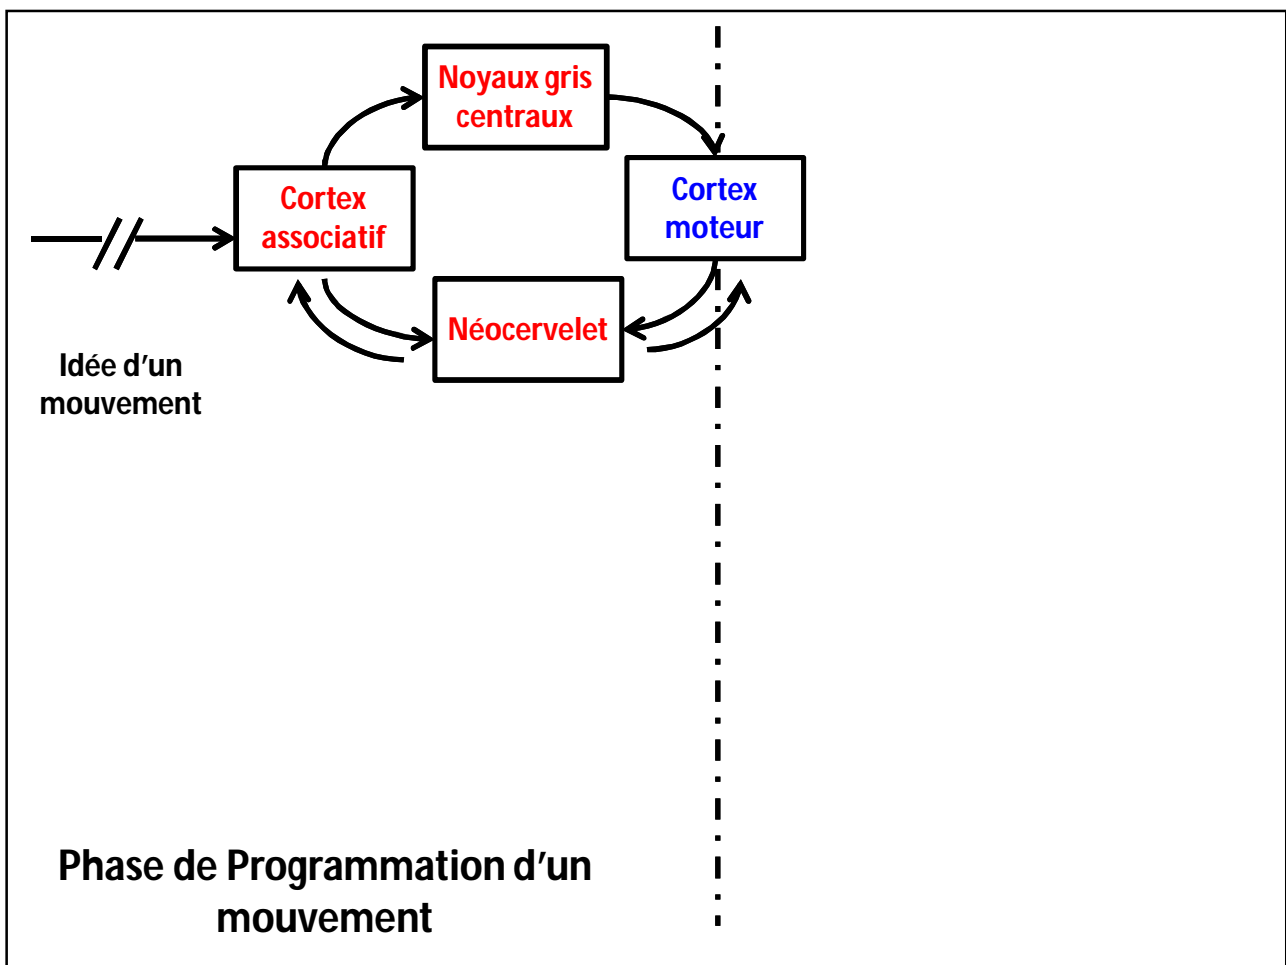 Noyaux gris
centraux
Cortex
associatif
Cortex
moteur
Néocervelet
Idée d’un
mouvement
Phase de Programmation d’un
mouvement